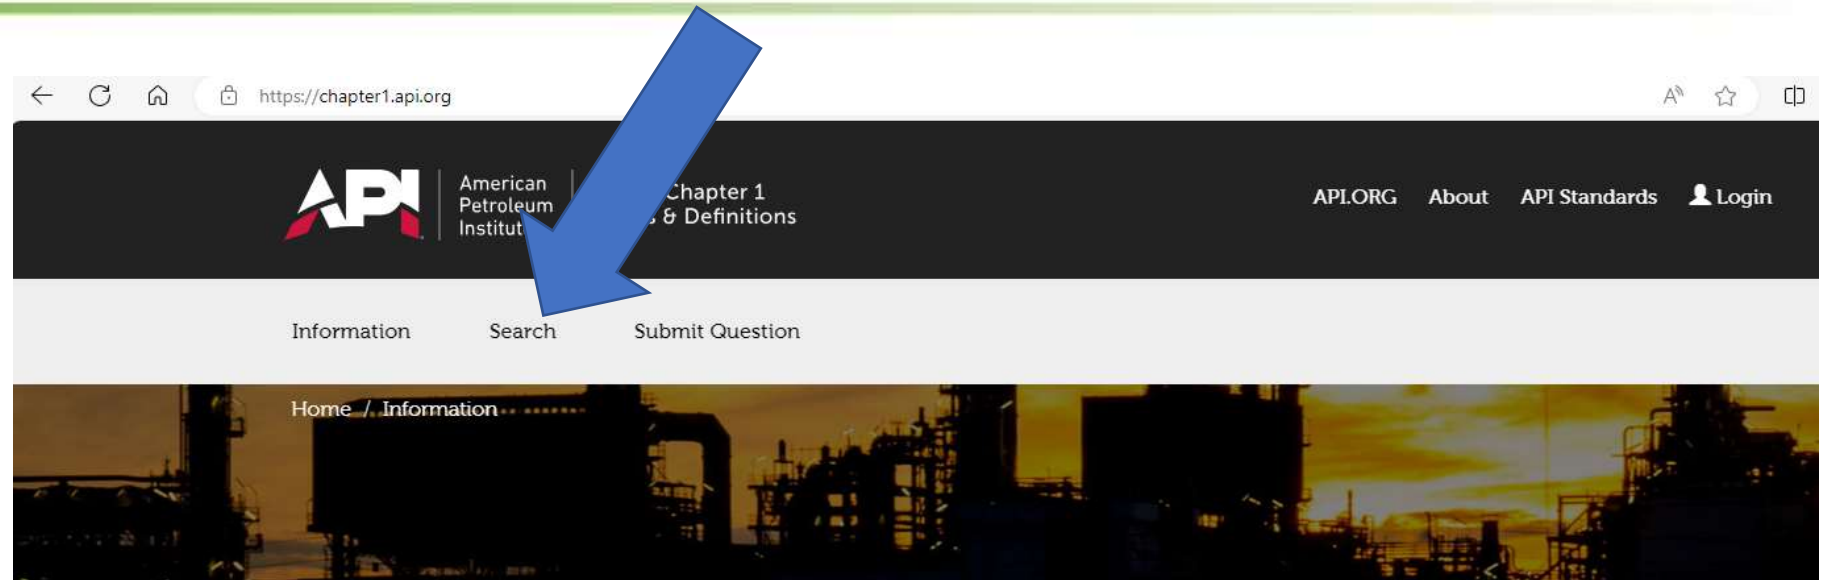 https://chapter1.api.org
API
American
Petroleum
Chapter 1
& Definitions
API.ORG About API Standards Login
Information Search Submit Question
Home / Information